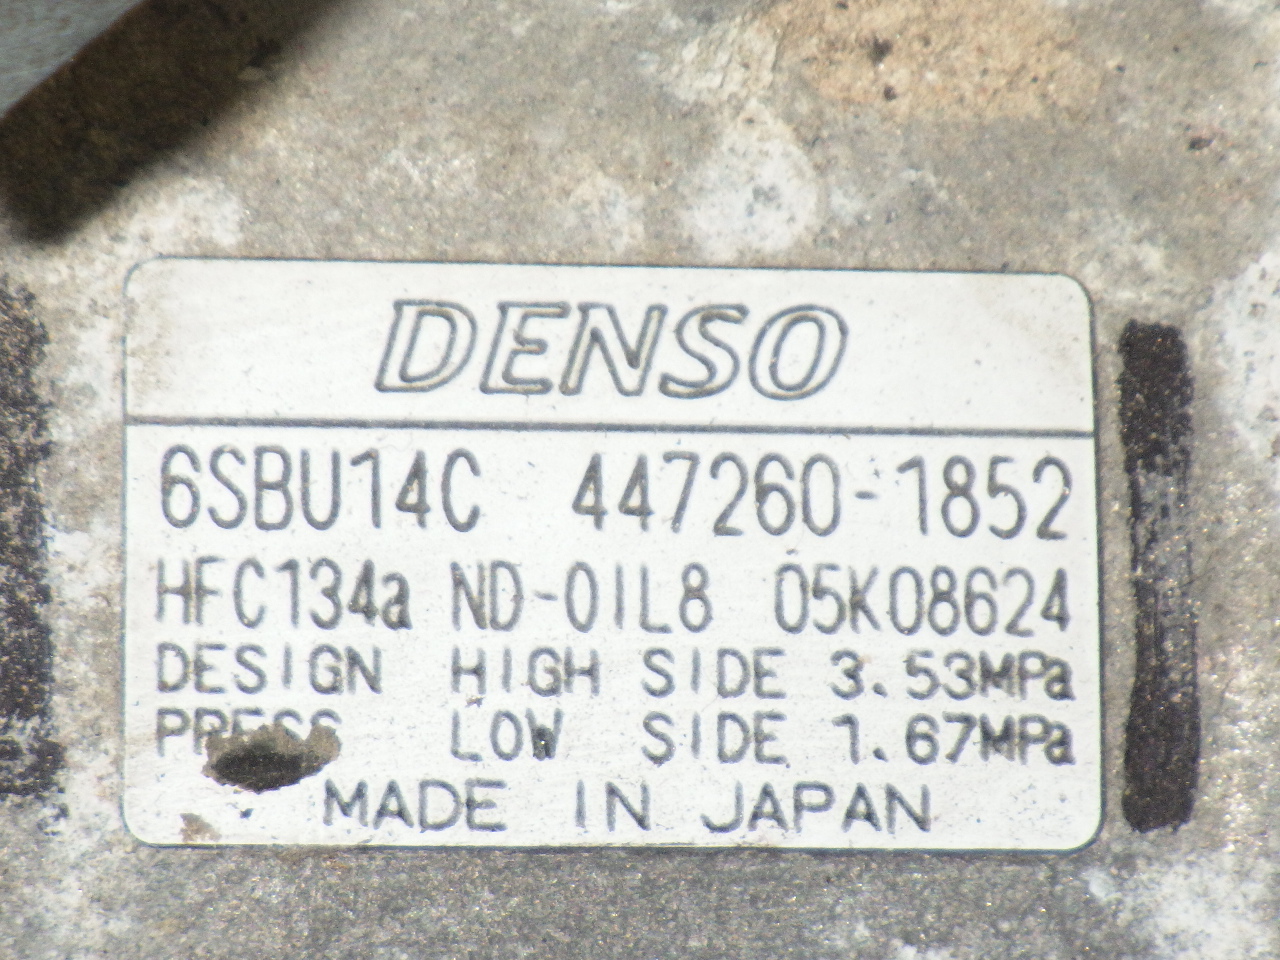 DENSO
6SBU14C 447260-1852
HFC134a ND-OIL8 05K08624
DESIGN HIGH SIDE 3.53MPa
PRESS LOW SIDE 1.67MPa
MADE IN JAPAN